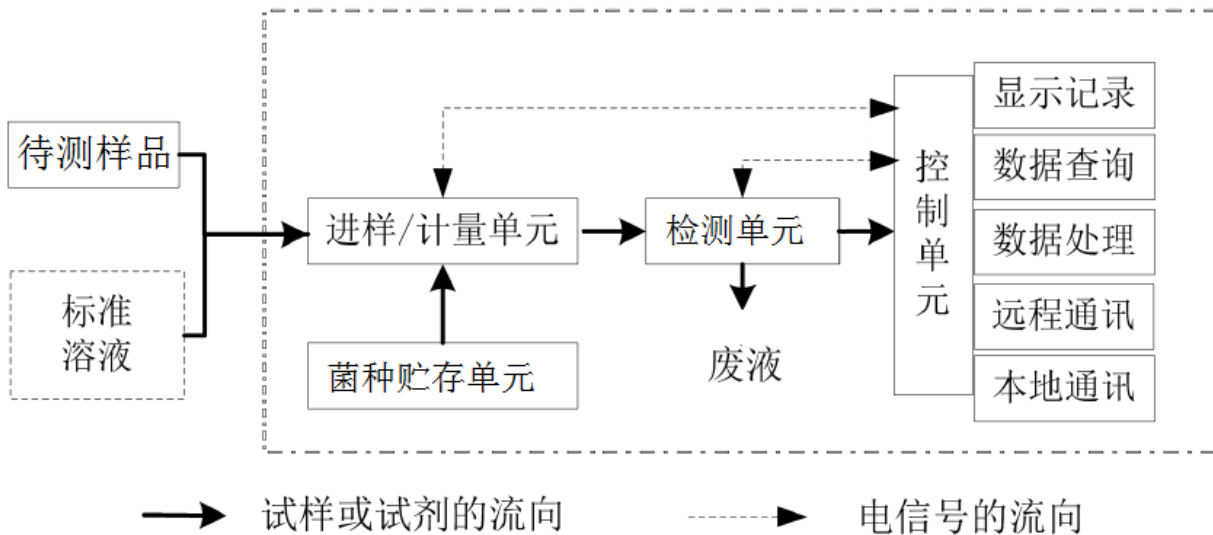 待测样品
标准
溶液
进样/计量单元
菌种贮存单元
检测单元
废液
控
制
单
元
显示记录
数据查询
数据处理
远程通讯
本地通讯
试样或试剂的流向
电信号的流向